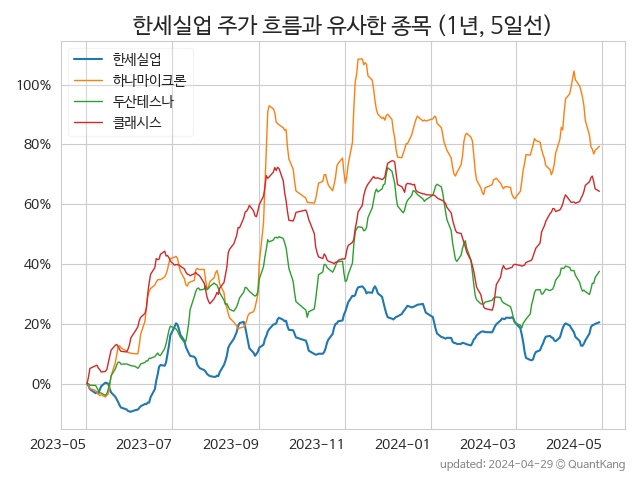 한세실업 주가 흐름과 유사한 종목 (1년, 5일선)
한세실업
하나마이크론
두산테스나
클래시스
100%
80%
60%
40%
20%
0%
2023-05 2023-07 2023-09 2023-11 2024-01 2024-03 2024-05
updated: 2024-04-29 © QuantKang